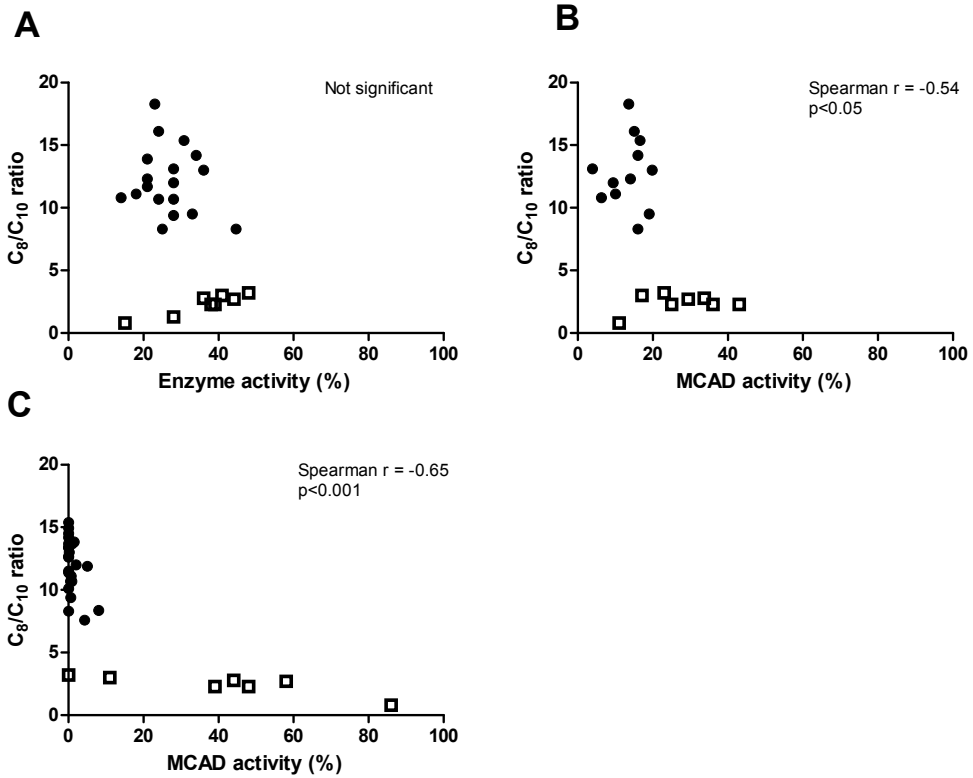 A
B
Not significant
Spearman r = -0.54
p<0.05
20
15
10
5
0
C8/C10 ratio
0 20 40 60 80 100
Enzyme activity (%)
20
15
10
5
0
C8/C10 ratio
0 20 40 60 80 100
MCAD activity (%)
C
Spearman r = -0.65
p<0.001
20
15
10
5
0
C8/C10 ratio
0 20 40 60 80 100
MCAD activity (%)